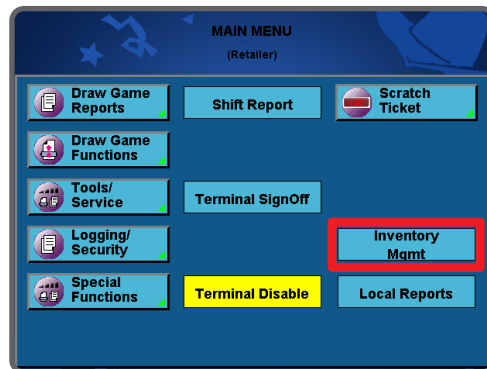 MAIN MENU
(Retailer)
Draw Game
Reports
Shift Report
Scratch
Ticket
Draw Game
Functions
Tools/
Service
Terminal SignOff
Logging/
Security
Inventory
Mgmt
Special
Functions
Terminal Disable
Local Reports